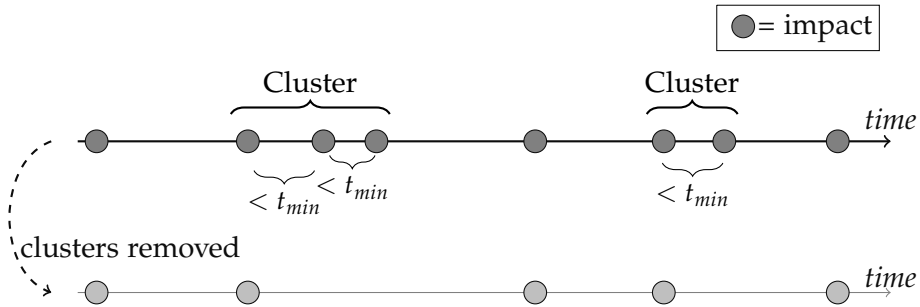 = impact
Cluster
Cluster
time
< t_min
< t_min
< t_min
clusters removed
time